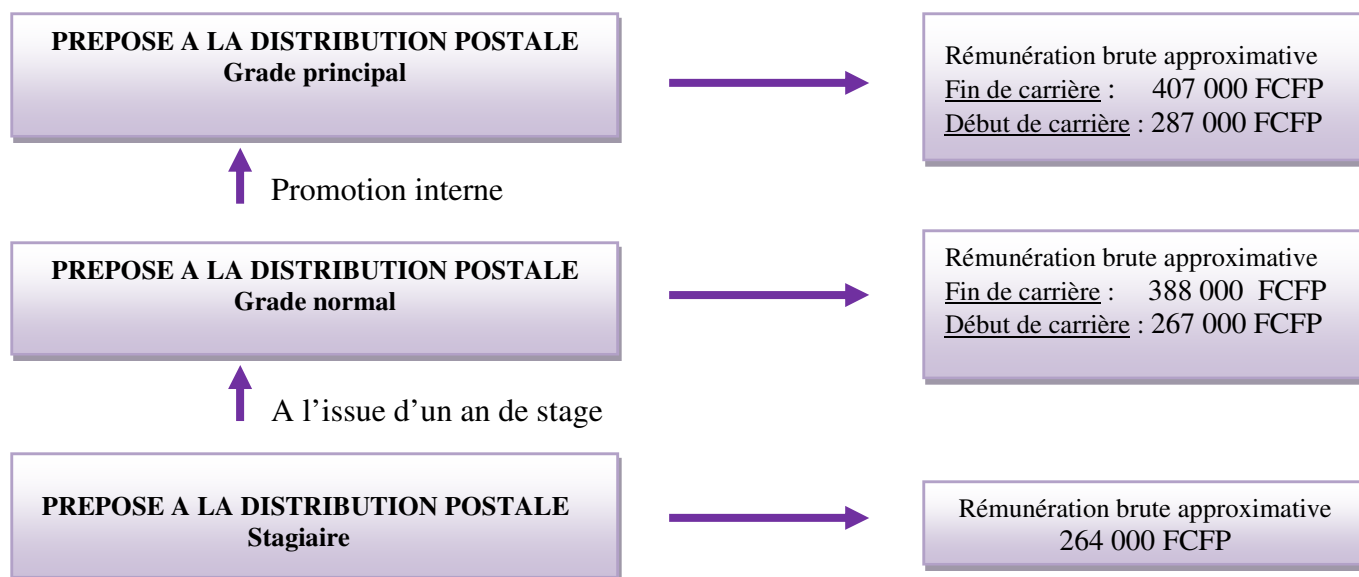 PREPOSE A LA DISTRIBUTION POSTALE
Grade principal
Rémunération brute approximative
Fin de carrière : 407 000 FCFP
Début de carrière : 287 000 FCFP
Promotion interne
PREPOSE A LA DISTRIBUTION POSTALE
Grade normal
Rémunération brute approximative
Fin de carrière : 388 000 FCFP
Début de carrière : 267 000 FCFP
A l’issue d’un an de stage
PREPOSE A LA DISTRIBUTION POSTALE
Stagiaire
Rémunération brute approximative
264 000 FCFP